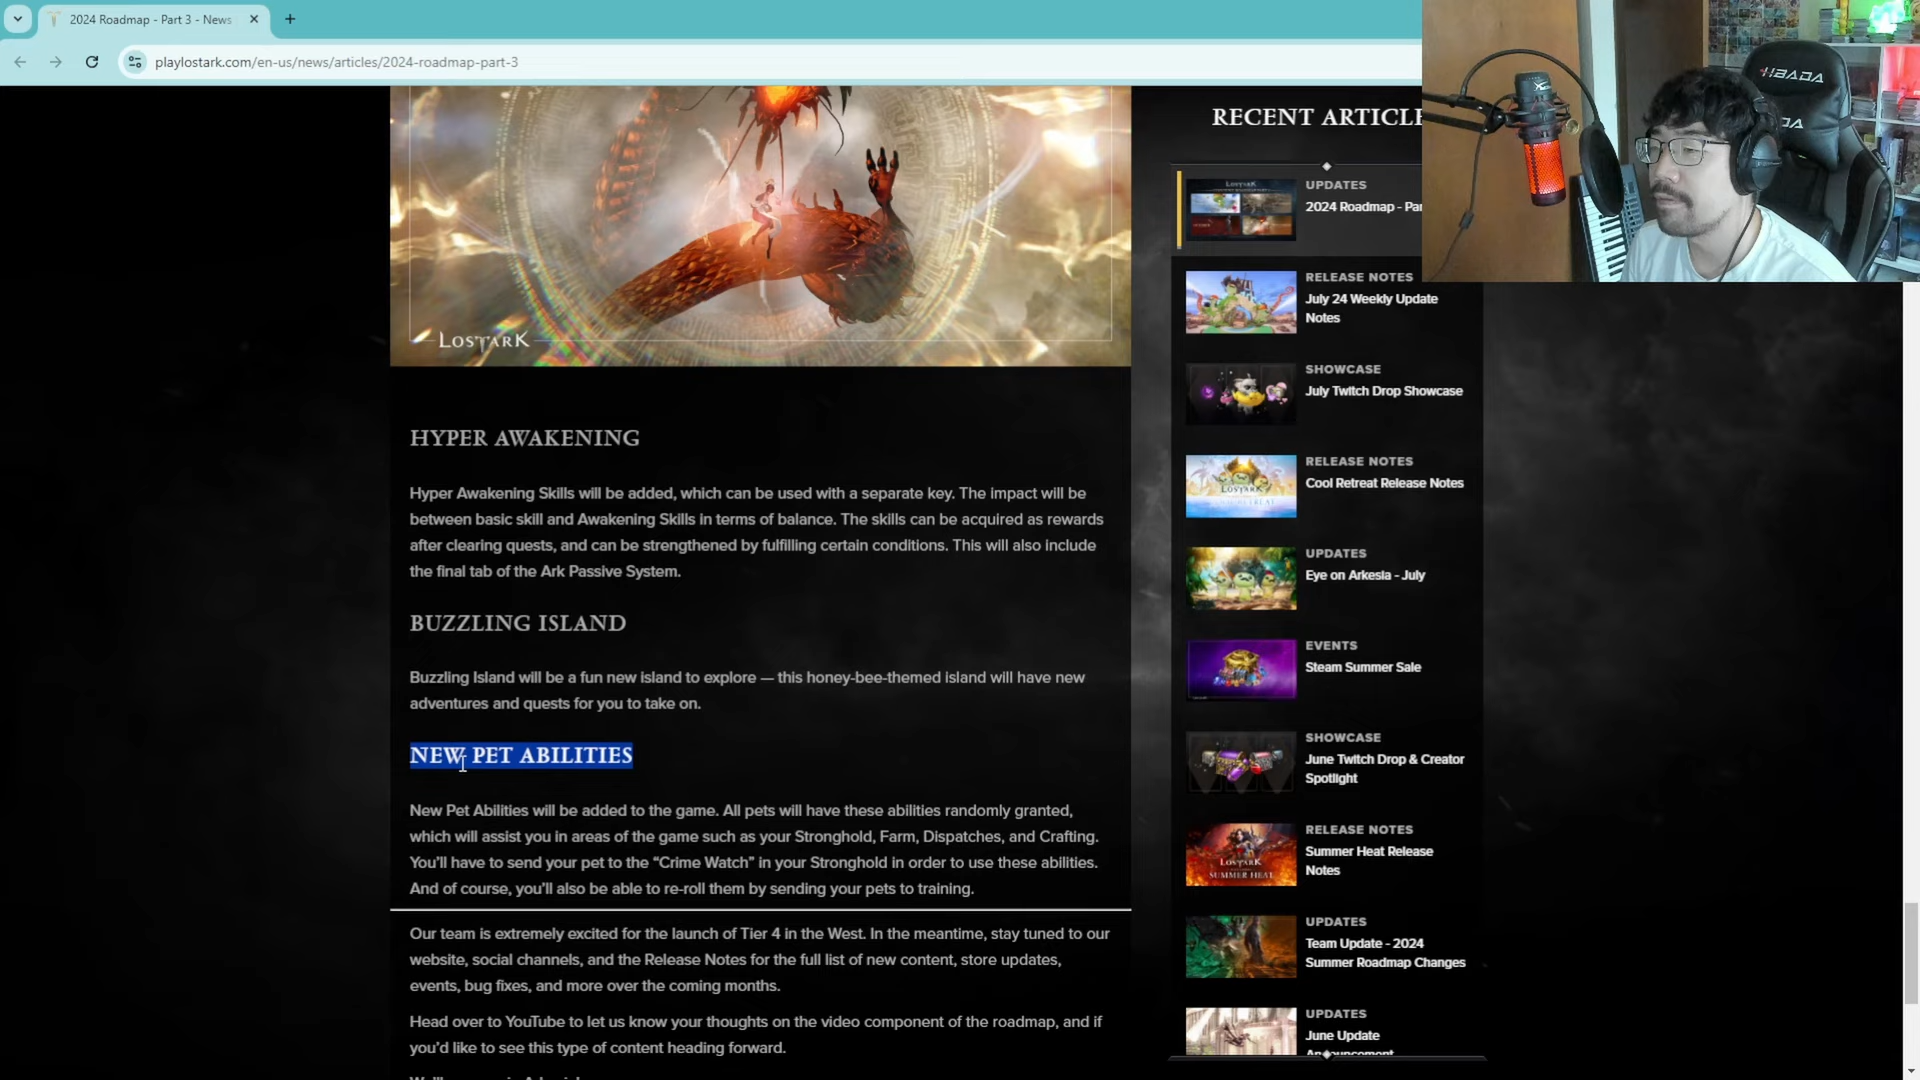 2024 Roadmap - Part 3 - News
playlostark.com/en-us/news/articles/2024-roadmap-part-3
LOST ARK
HYPER AWAKENING
Hyper Awakening Skills will be added, which can be used with a separate key. The impact will be
between basic skill and Awakening Skills in terms of balance. The skills can be acquired as rewards
after clearing quests, and can be strengthened by fulfilling certain conditions. This will also include
the final tab of the Ark Passive System.
BUZZLING ISLAND
Buzzling Island will be a fun new island to explore — this honey-bee-themed island will have new
adventures and quests for you to take on.
NEW PET ABILITIES
New Pet Abilities will be added to the game. All pets will have these abilities randomly granted,
which will assist you in areas of the game such as your Stronghold, Farm, Dispatches, and Crafting.
You’ll have to send your pet to the “Crime Watch” in your Stronghold in order to use these abilities.
And of course, you’ll also be able to re-roll them by sending your pets to training.
Our team is extremely excited for the launch of Tier 4 in the West. In the meantime, stay tuned to our
website, social channels, and the Release Notes for the full list of new content, store updates,
events, bug fixes, and more over the coming months.
Head over to YouTube to let us know your thoughts on the video component of the roadmap, and if
you’d like to see this type of content heading forward.
RECENT ARTICLE
UPDATES
2024 Roadmap - Par
RELEASE NOTES
July 24 Weekly Update
Notes
SHOWCASE
July Twitch Drop Showcase
RELEASE NOTES
Cool Retreat Release Notes
UPDATES
Eye on Arkesia - July
EVENTS
Steam Summer Sale
SHOWCASE
June Twitch Drop & Creator
Spotlight
RELEASE NOTES
Summer Heat Release
Notes
LOST ARK
SUMMER HEAT
UPDATES
Team Update - 2024
Summer Roadmap Changes
UPDATES
June Update
Announcement
HBADA